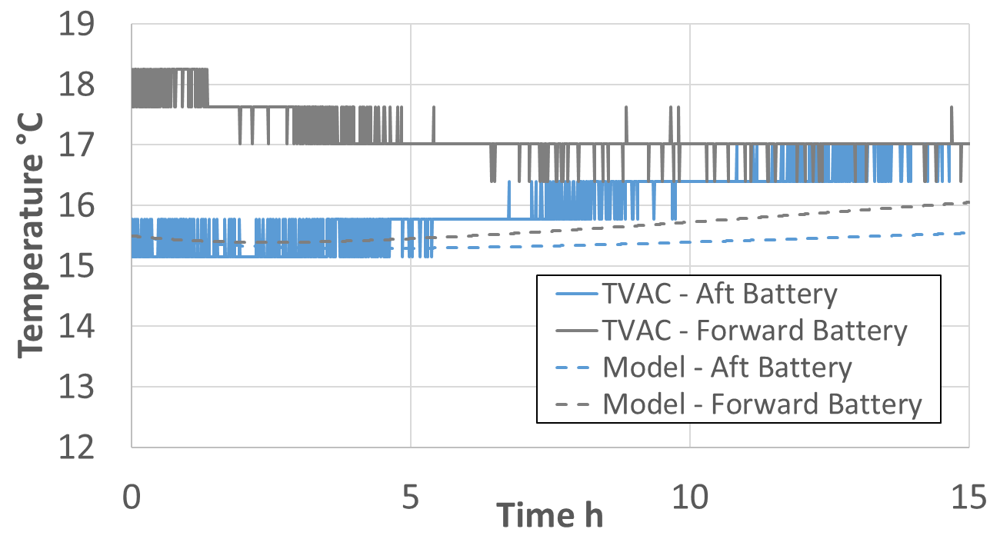 19
18
17
16
15
14
13
12
Temperature °C
TVAC - Aft Battery
TVAC - Forward Battery
Model - Aft Battery
Model - Forward Battery
0
5
10
15
Time h